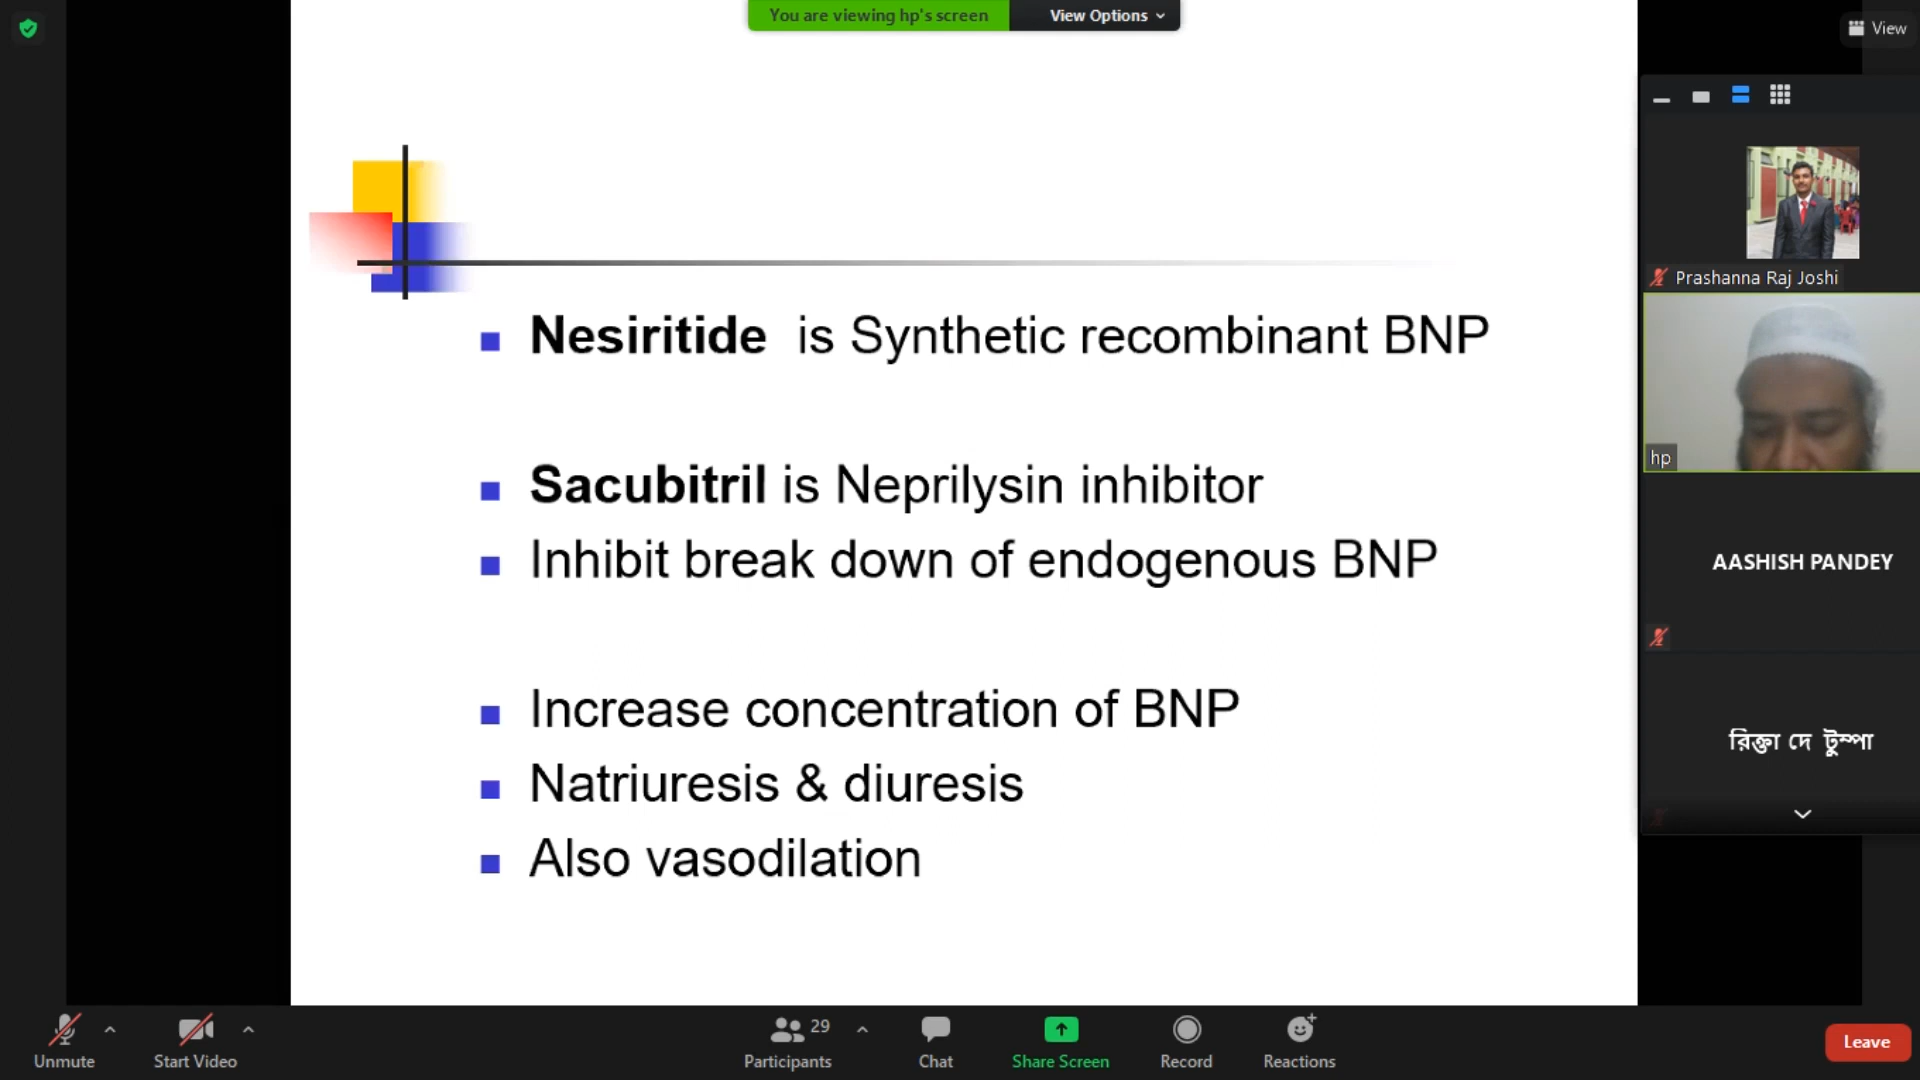 You are viewing hp's screen
View Options
View
Nesiritide is Synthetic recombinant BNP
Sacubitril is Neprilysin inhibitor
Inhibit break down of endogenous BNP
Increase concentration of BNP
Natriuresis & diuresis
Also vasodilation
Prashanna Raj Joshi
hp
AASHISH PANDEY
রিক্তা দে টুম্পা
Unmute
Start Video
29
Participants
Chat
Share Screen
Record
Reactions
Leave